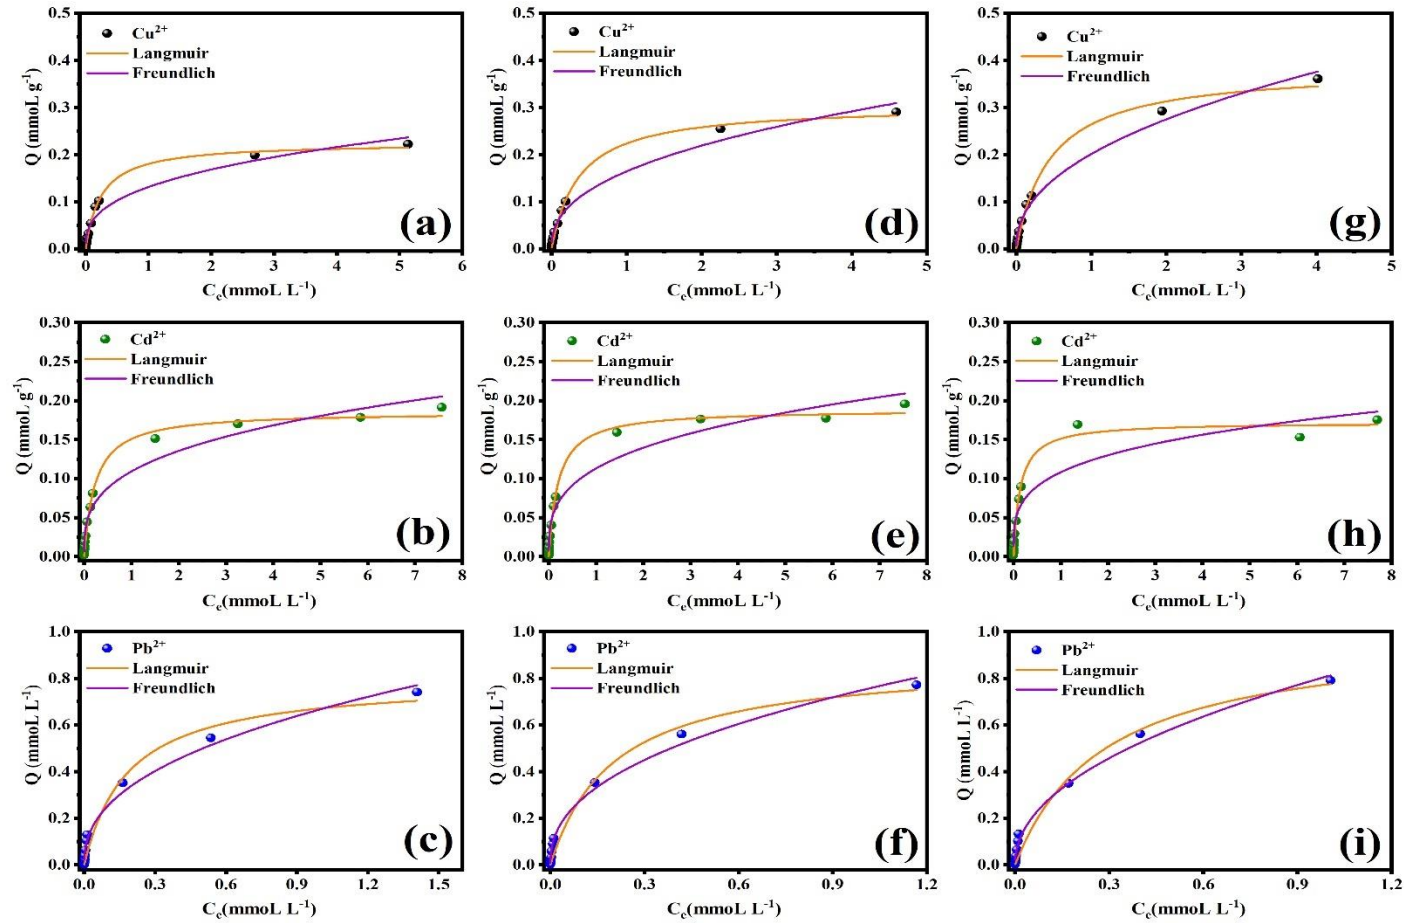 0.5
0.4
0.3
0.2
0.1
0.0
Q (mmoL g⁻¹)
Cu²⁺
Langmuir
Freundlich
(a)
0 1 2 3 4 5 6
Cₑ(mmoL L⁻¹)
0.5
0.4
0.3
0.2
0.1
0.0
Q (mmoL g⁻¹)
Cu²⁺
Langmuir
Freundlich
(d)
0 1 2 3 4 5
Cₑ(mmoL L⁻¹)
0.5
0.4
0.3
0.2
0.1
0.0
Q (mmoL g⁻¹)
Cu²⁺
Langmuir
Freundlich
(g)
0 1 2 3 4 5
Cₑ(mmoL L⁻¹)
0.30
0.25
0.20
0.15
0.10
0.05
0.00
Q (mmoL g⁻¹)
Cd²⁺
Langmuir
Freundlich
(b)
0 1 2 3 4 5 6 7 8
Cₑ(mmoL L⁻¹)
0.30
0.25
0.20
0.15
0.10
0.05
0.00
Q (mmoL g⁻¹)
Cd²⁺
Langmuir
Freundlich
(e)
0 1 2 3 4 5 6 7 8
Cₑ(mmoL L⁻¹)
0.30
0.25
0.20
0.15
0.10
0.05
0.00
Q (mmoL g⁻¹)
Cd²⁺
Langmuir
Freundlich
(h)
0 1 2 3 4 5 6 7 8
Cₑ(mmoL L⁻¹)
1.0
0.8
0.6
0.4
0.2
0.0
Q (mmoL L⁻¹)
Pb²⁺
Langmuir
Freundlich
(c)
0.0 0.3 0.6 0.9 1.2 1.5
Cₑ(mmoL L⁻¹)
1.0
0.8
0.6
0.4
0.2
0.0
Q (mmoL L⁻¹)
Pb²⁺
Langmuir
Freundlich
(f)
0.0 0.3 0.6 0.9 1.2
Cₑ(mmoL L⁻¹)
1.0
0.8
0.6
0.4
0.2
0.0
Q (mmoL L⁻¹)
Pb²⁺
Langmuir
Freundlich
(i)
0.0 0.3 0.6 0.9 1.2
Cₑ(mmoL L⁻¹)